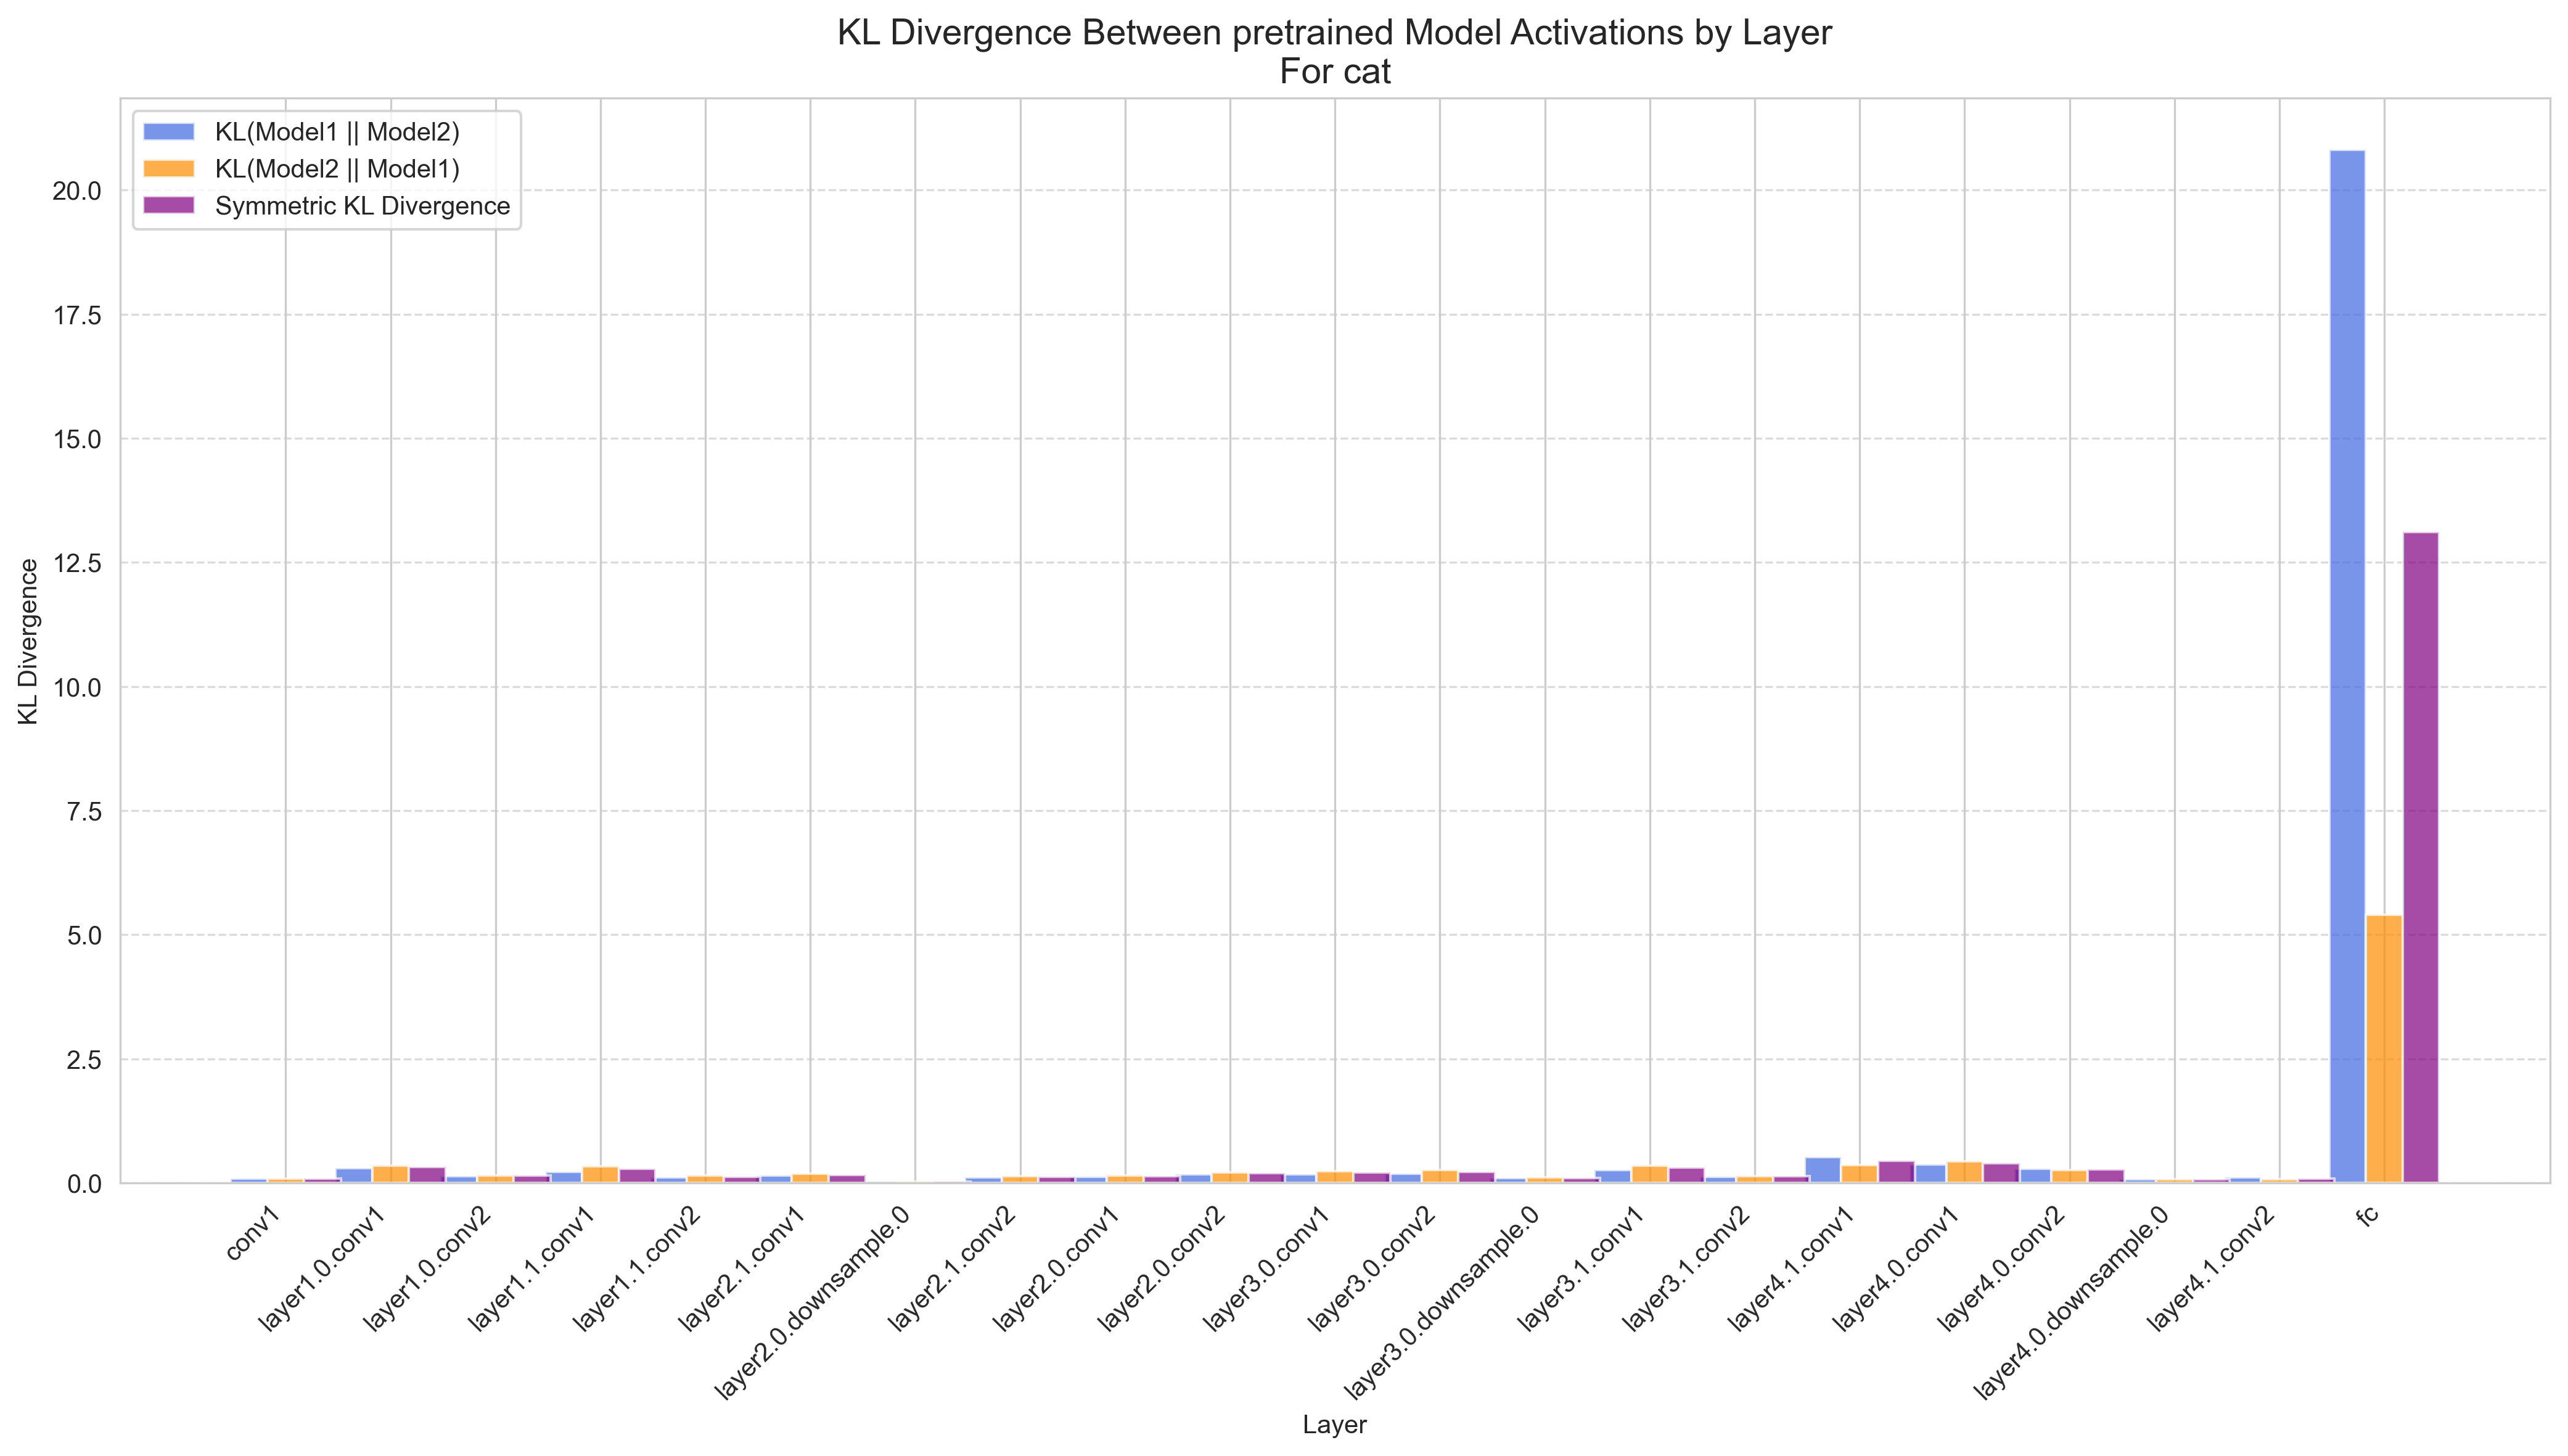 KL Divergence Between pretrained Model Activations by Layer
For cat
KL(Model1 || Model2)
KL(Model2 || Model1)
Symmetric KL Divergence
KL Divergence
20.0
17.5
15.0
12.5
10.0
7.5
5.0
2.5
0.0
conv1
layer1.0.conv1
layer1.0.conv2
layer1.1.conv1
layer1.1.conv2
layer2.1.conv1
layer2.0.downsample.0
layer2.1.conv2
layer2.0.conv1
layer2.0.conv2
layer3.0.conv1
layer3.0.conv2
layer3.0.downsample.0
layer3.1.conv1
layer3.1.conv2
layer4.1.conv1
layer4.0.conv1
layer4.0.conv2
layer4.0.downsample.0
layer4.1.conv2
fc
Layer